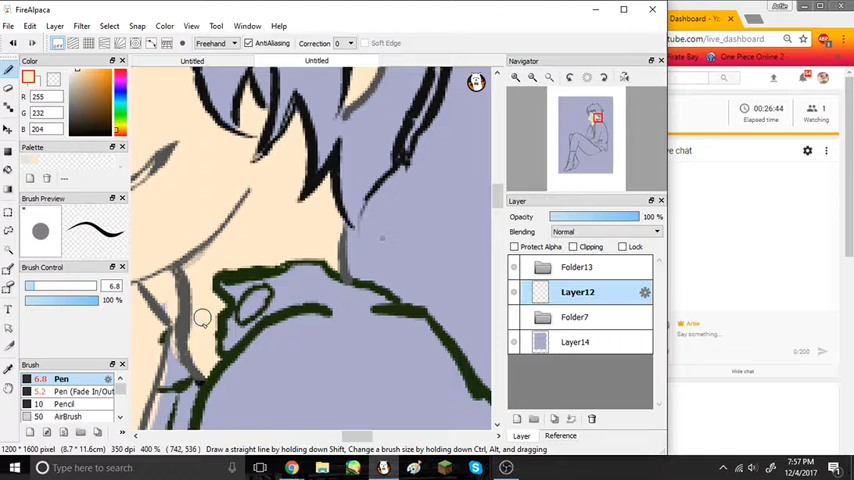 FireAlpaca
Dashboard - Yo
Artie
File Edit Layer Filter Select Snap Color View Tool Window Help
tube.com/live_dashboard
Freehand AntiAliasing Correction 0 Soft Edge
rate Bay One Piece Online 2
Color
Untitled Untitled
Navigator
R 255
G 232
B 204
Palette
00:26:44 1
Elapsed time Watching
---
ve chat
Brush Preview
Layer
Opacity 100 %
Blending Normal
Protect Alpha Clipping Lock
Folder13
Brush Control
6.8
100 %
Layer12
Folder7
Artie
Say something...
0/200
Layer14
Hide chat
Brush
6.8 Pen
5.2 Pen (Fade In/Out
10 Pencil
50 AirBrush
Layer Reference
1200 * 1600 pixel (8.7 * 11.6cm) 350 dpi 400 % ( 742, 536 ) Draw a straight line by holding down Shift, Change a brush size by holding down Ctrl, Alt, and dragging
Type here to search
7:57 PM
12/4/2017